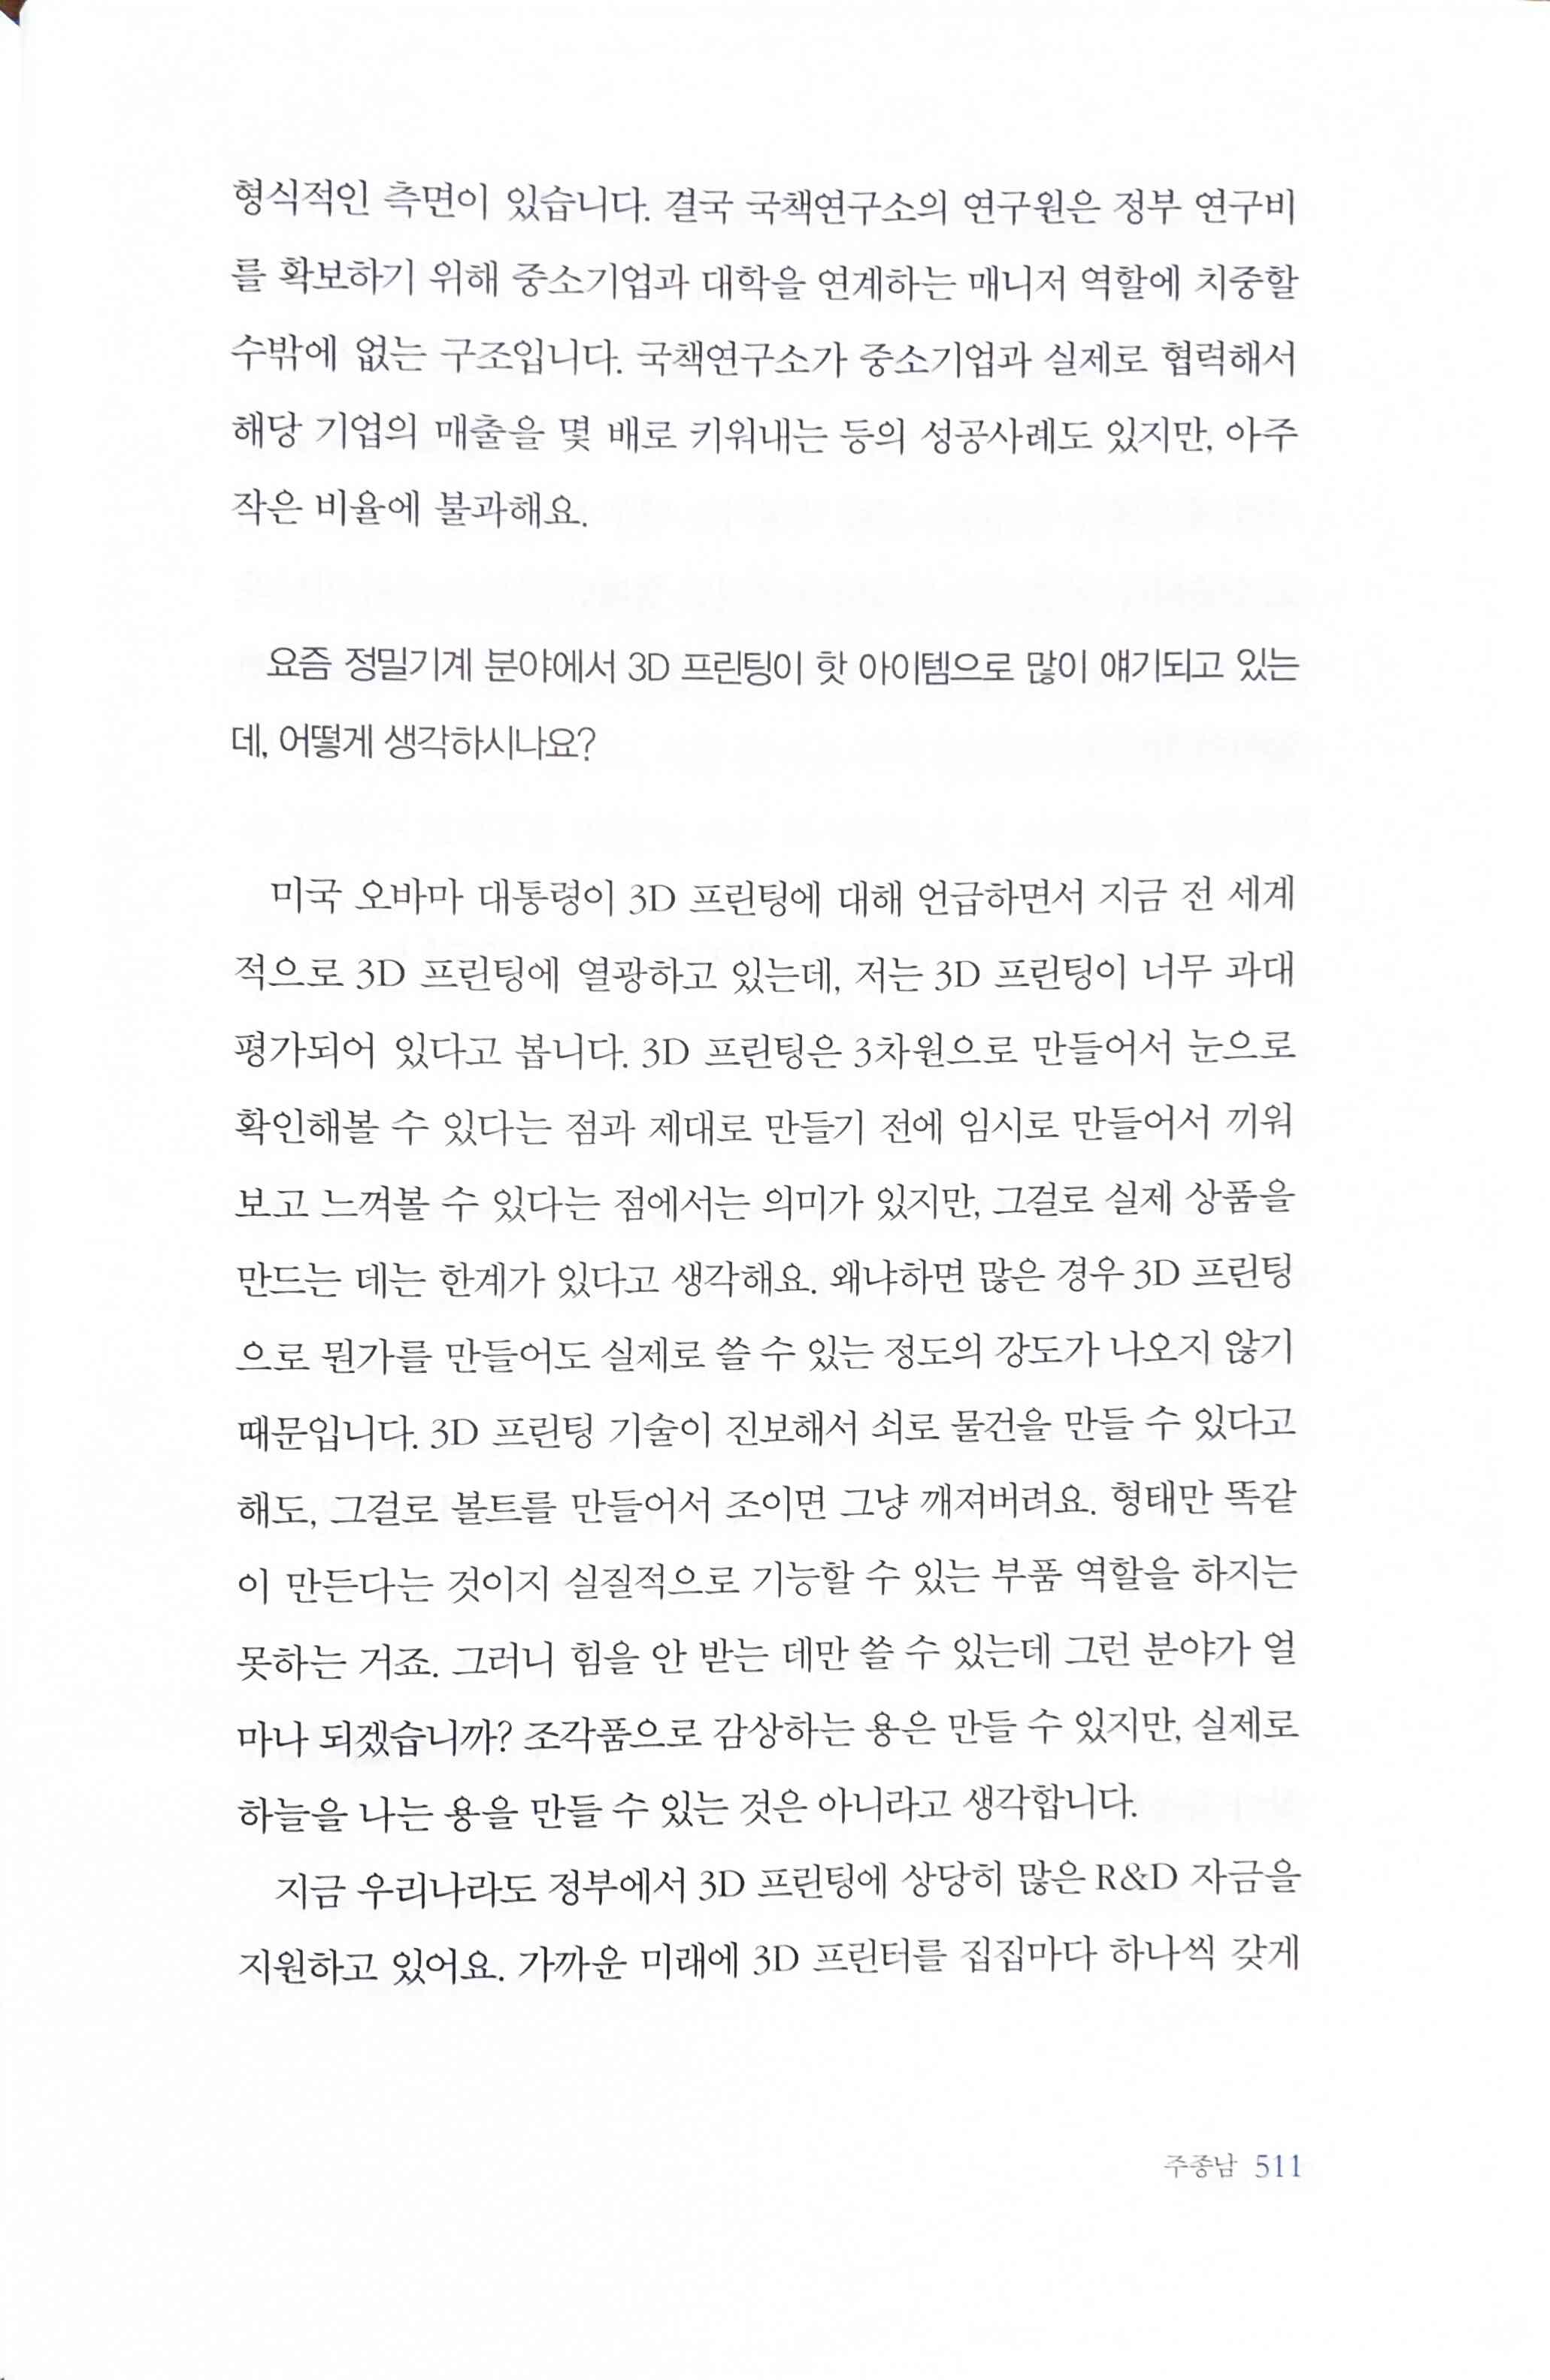 형식적인 측면이 있습니다. 결국 국책연구소의 연구원은 정부 연구비
를 확보하기 위해 중소기업과 대학을 연계하는 매니저 역할에 치중할
수밖에 없는 구조입니다. 국책연구소가 중소기업과 실제로 협력해서
해당 기업의 매출을 몇 배로 키워내는 등의 성공사례도 있지만, 아주
작은 비율에 불과해요.
요즘 정밀기계 분야에서 3D 프린팅이 핫 아이템으로 많이 얘기되고 있는
데, 어떻게 생각하시나요?
미국 오바마 대통령이 3D 프린팅에 대해 언급하면서 지금 전 세계
적으로 3D 프린팅에 열광하고 있는데, 저는 3D 프린팅이 너무 과대
평가되어 있다고 봅니다. 3D 프린팅은 3차원으로 만들어서 눈으로
확인해볼 수 있다는 점과 제대로 만들기 전에 임시로 만들어서 끼워
보고 느껴볼 수 있다는 점에서는 의미가 있지만, 그걸로 실제 상품을
만드는 데는 한계가 있다고 생각해요. 왜냐하면 많은 경우 3D 프린팅
으로 뭔가를 만들어도 실제로 쓸 수 있는 정도의 강도가 나오지 않기
때문입니다. 3D 프린팅 기술이 진보해서 쇠로 물건을 만들 수 있다고
해도, 그걸로 볼트를 만들어서 조이면 그냥 깨져버려요. 형태만 똑같
이 만든다는 것이지 실질적으로 기능할 수 있는 부품 역할을 하지는
못하는 거죠. 그러니 힘을 안 받는 데만 쓸 수 있는데 그런 분야가 얼
마나 되겠습니까? 조각품으로 감상하는 용은 만들 수 있지만, 실제로
하늘을 나는 용을 만들 수 있는 것은 아니라고 생각합니다.
지금 우리나라도 정부에서 3D 프린팅에 상당히 많은 R&D 자금을
지원하고 있어요. 가까운 미래에 3D 프린터를 집집마다 하나씩 갖게
주종남 511